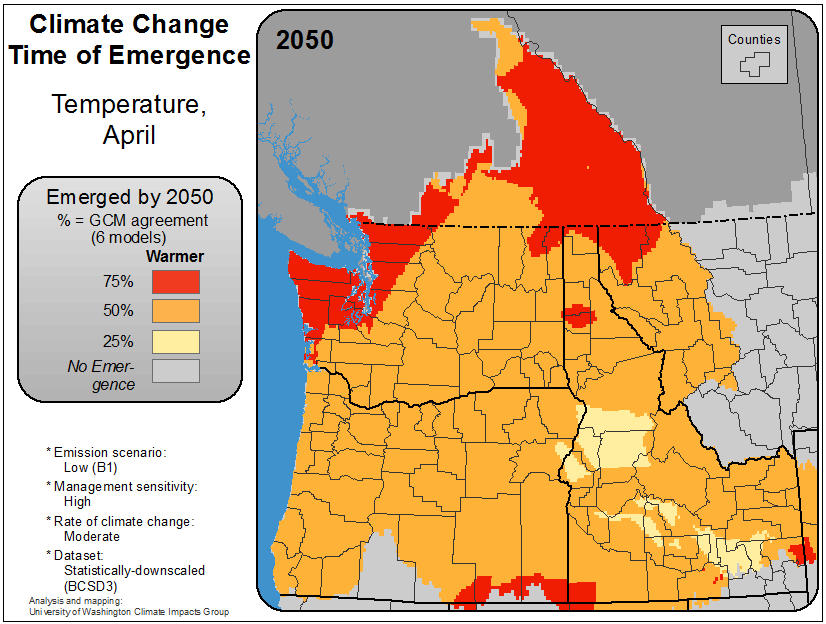 Climate Change
Time of Emergence
Temperature,
April
Emerged by 2050
% = GCM agreement
(6 models)
Warmer
75%
50%
25%
No Emer-
gence
* Emission scenario:
Low (B1)
* Management sensitivity:
High
* Rate of climate change:
Moderate
* Dataset:
Statistically-downscaled
(BCSD3)
Analysis and mapping:
University of Washington Climate Impacts Group
2050
Counties